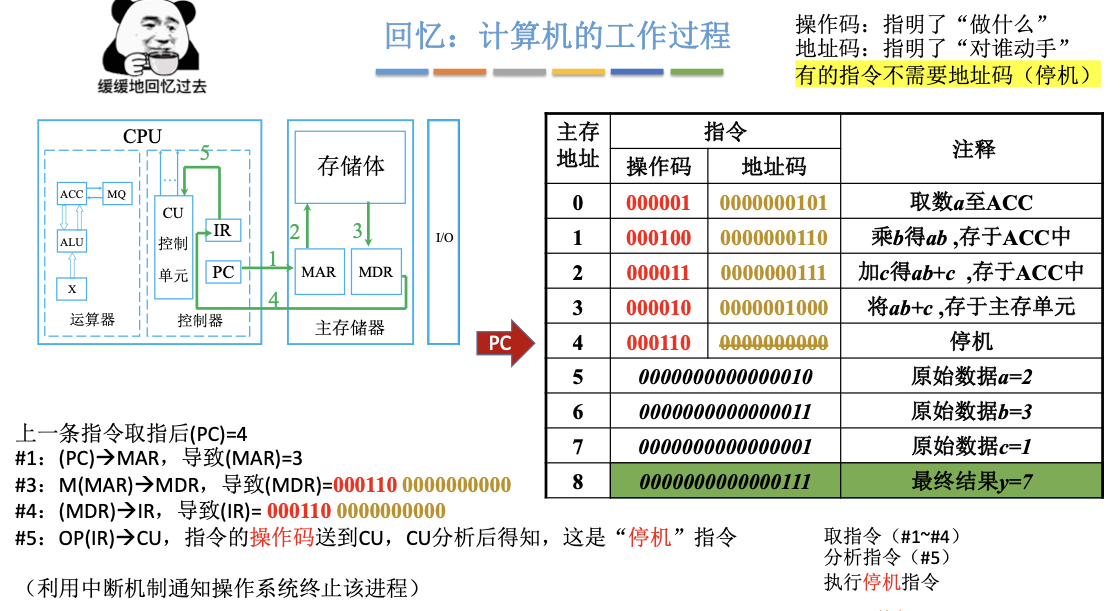 缓缓地回忆过去
回忆：计算机的工作过程
操作码：指明了“做什么”
地址码：指明了“对谁动手”
有的指令不需要地址码（停机）
CPU
ACC
MQ
ALU
X
运算器
5
...
CU
控制
单元
IR
PC
控制器
1
2
3
4
存储体
MAR
MDR
主存储器
I/O
PC
主存地址 指令 注释
操作码 地址码
0 000001 0000000101 取数a至ACC
1 000100 0000000110 乘b得ab ,存于ACC中
2 000011 0000000111 加c得ab+c ,存于ACC中
3 000010 0000001000 将ab+c ,存于主存单元
4 000110 0000000000 停机
5 0000000000000010 原始数据a=2
6 0000000000000011 原始数据b=3
7 0000000000000001 原始数据c=1
8 0000000000000111 最终结果y=7
上一条指令取指后(PC)=4
#1：(PC)→MAR，导致(MAR)=3
#3：M(MAR)→MDR，导致(MDR)=000110 0000000000
#4：(MDR)→IR，导致(IR)= 000110 0000000000
#5：OP(IR)→CU，指令的操作码送到CU，CU分析后得知，这是“停机”指令
（利用中断机制通知操作系统终止该进程）
取指令（#1~#4）
分析指令（#5）
执行停机指令